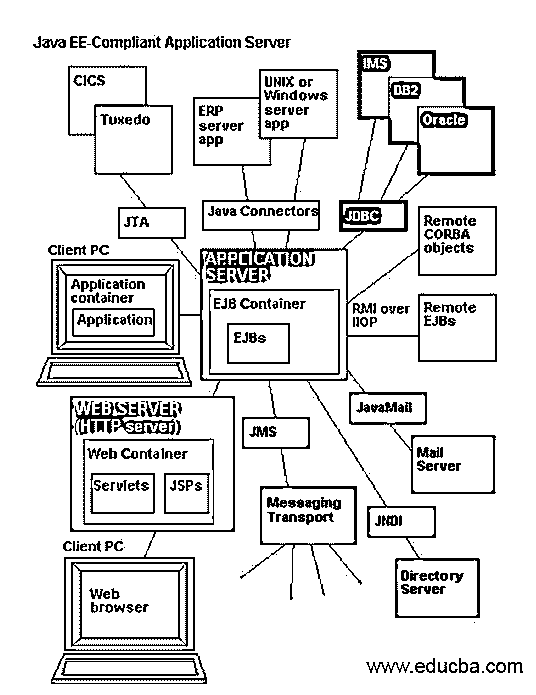 Java EE-Compliant Application Server
CICS
Tuxedo
ERP
server
app
UNIX or
Windows
server
app
IMS
DB2
Oracle
JTA
Java Connectors
JDBC
Remote
CORBA
objects
Client PC
Application
container
Application
APPLICATION
SERVER
EJB Container
EJBs
RMI over
IIOP
Remote
EJBs
WEB SERVER
(HTTP server)
Web Container
Servlets
JSPs
JMS
JavaMail
Mail
Server
Messaging
Transport
JNDI
Client PC
Web
browser
Directory
Server
www.educba.com